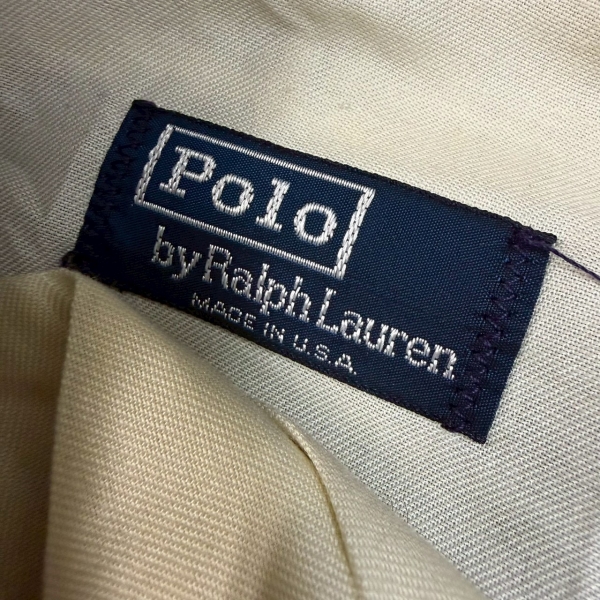 Polo
by Ralph Lauren
MADE IN U.S.A.